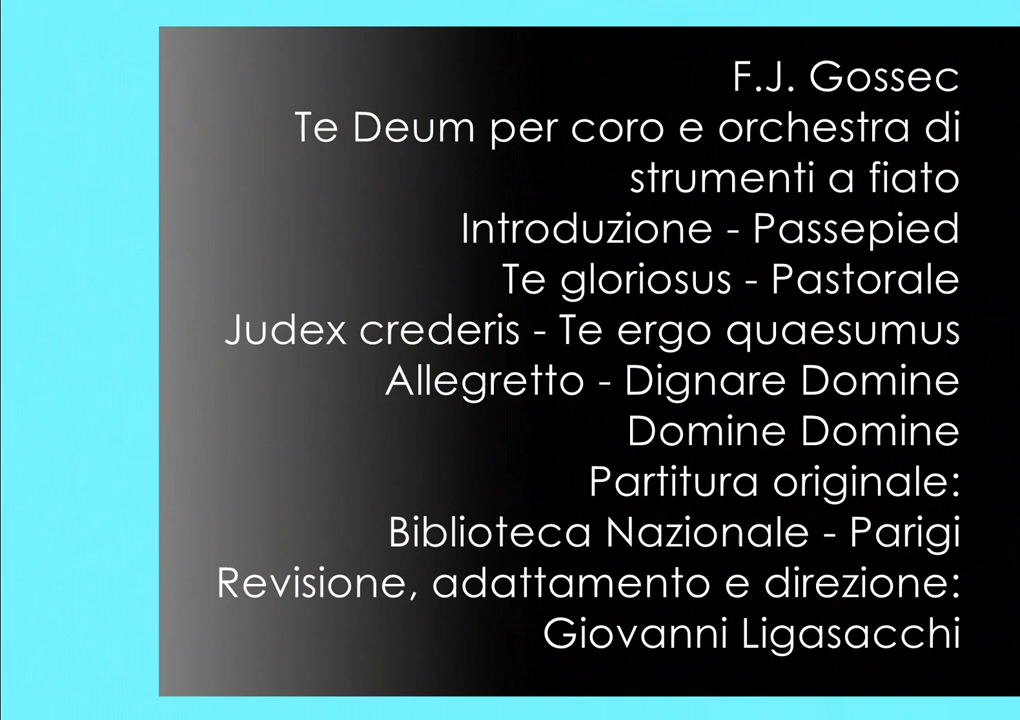 F.J. Gossec
Te Deum per coro e orchestra di
strumenti a fiato
Introduzione - Passepied
Te gloriosus - Pastorale
Judex crederis - Te ergo quaesumus
Allegretto - Dignare Domine
Domine Domine
Partitura originale:
Biblioteca Nazionale - Parigi
Revisione, adattamento e direzione:
Giovanni Ligasacchi